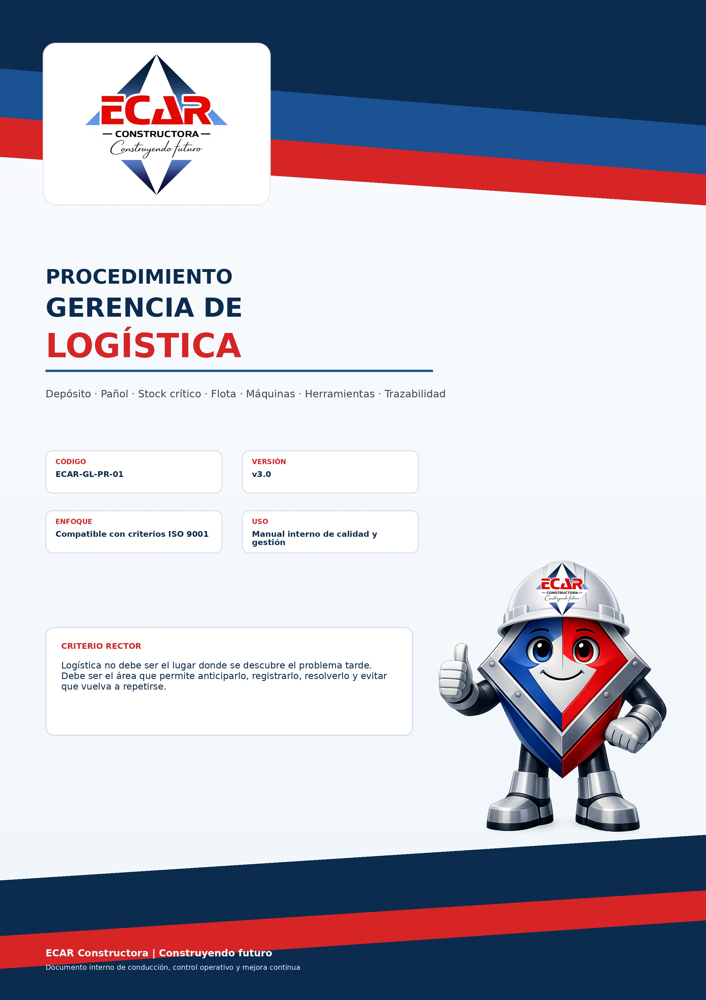 ECAR
CONSTRUCTORA
Construyendo futuro
PROCEDIMIENTO
GERENCIA DE
LOGÍSTICA
Depósito · Pañol · Stock crítico · Flota · Máquinas · Herramientas · Trazabilidad
CÓDIGO
ECAR-GL-PR-01
VERSIÓN
v3.0
ENFOQUE
Compatible con criterios ISO 9001
USO
Manual interno de calidad y
gestión
ECAR
CONSTRUCTORA
Construyendo futuro
CRITERIO RECTOR
Logística no debe ser el lugar donde se descubre el problema tarde.
Debe ser el área que permite anticiparlo, registrarlo, resolverlo y evitar
que vuelva a repetirse.
ECAR Constructora | Construyendo futuro
Documento interno de conducción, control operativo y mejora continua